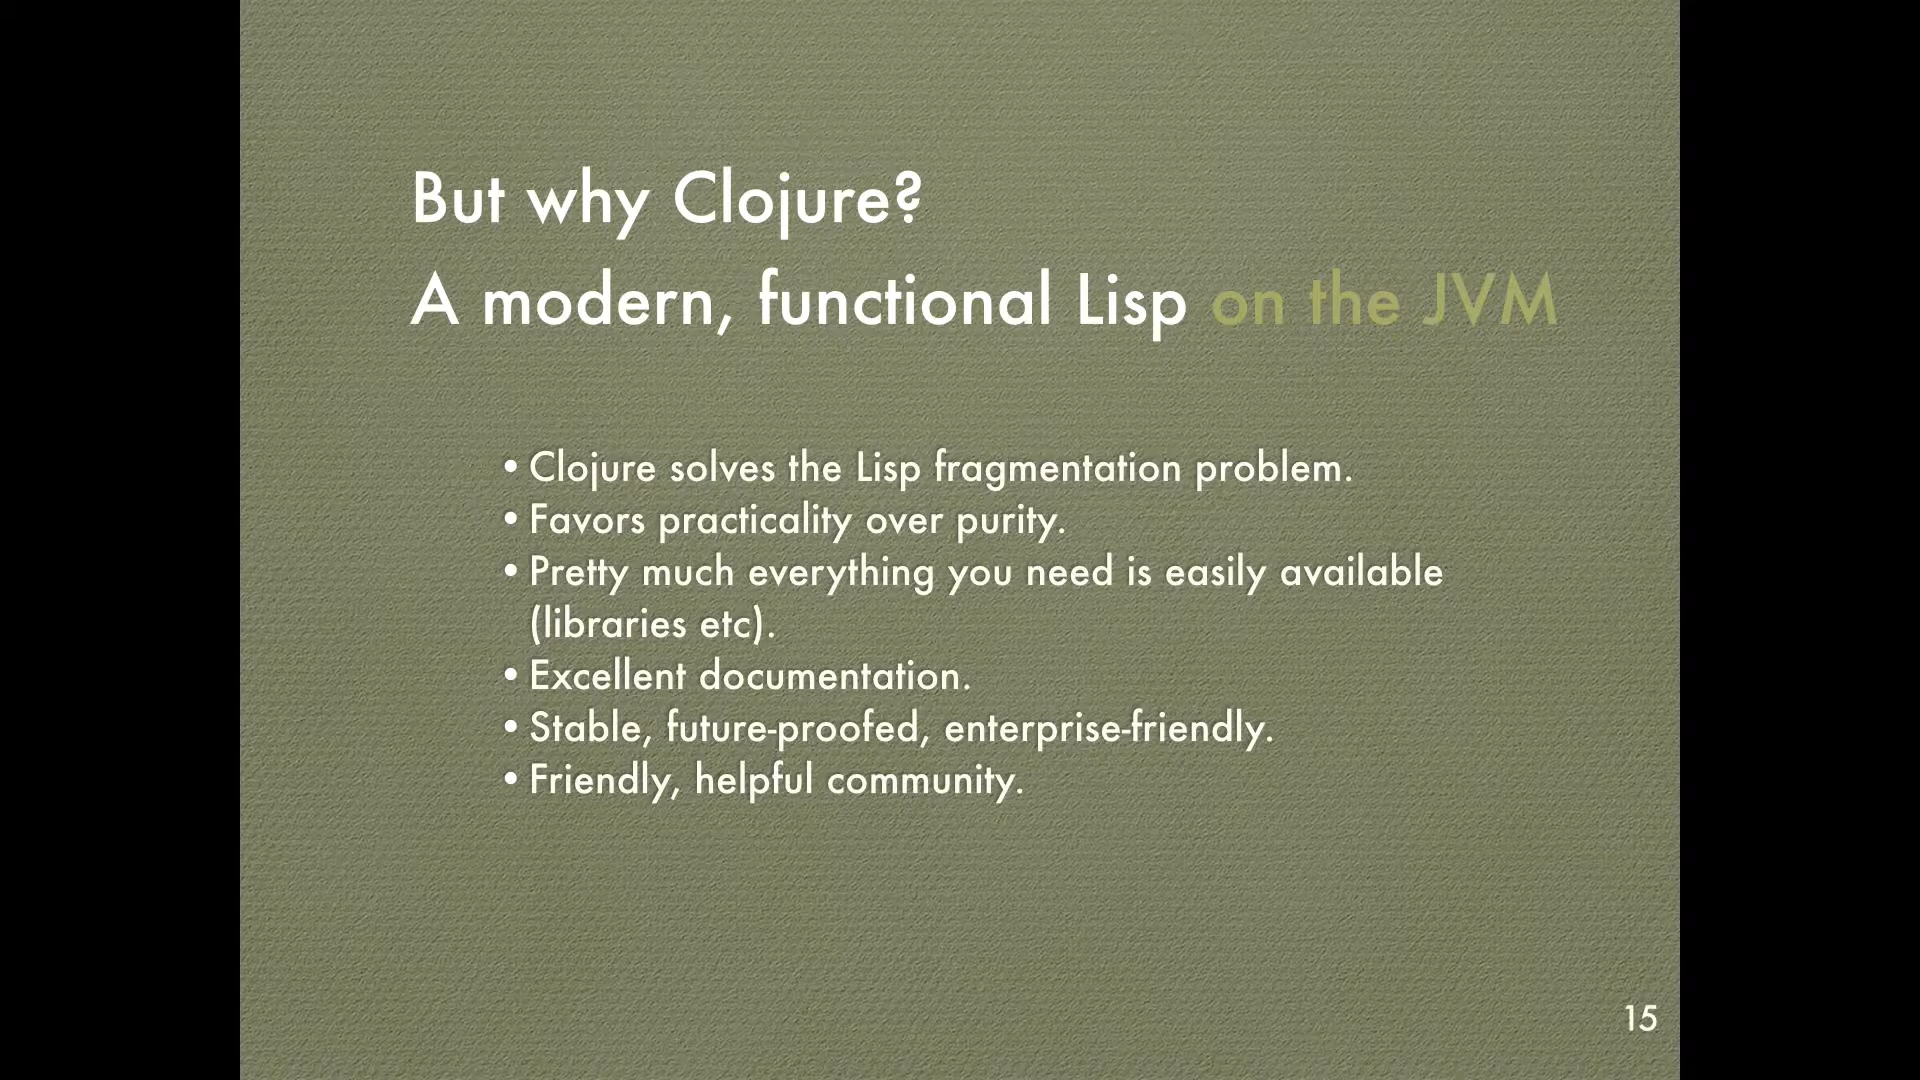 But why Clojure?
A modern, functional Lisp on the JVM
•Clojure solves the Lisp fragmentation problem.
•Favors practicality over purity.
•Pretty much everything you need is easily available
(libraries etc).
•Excellent documentation.
•Stable, future-proofed, enterprise-friendly.
•Friendly, helpful community.
15